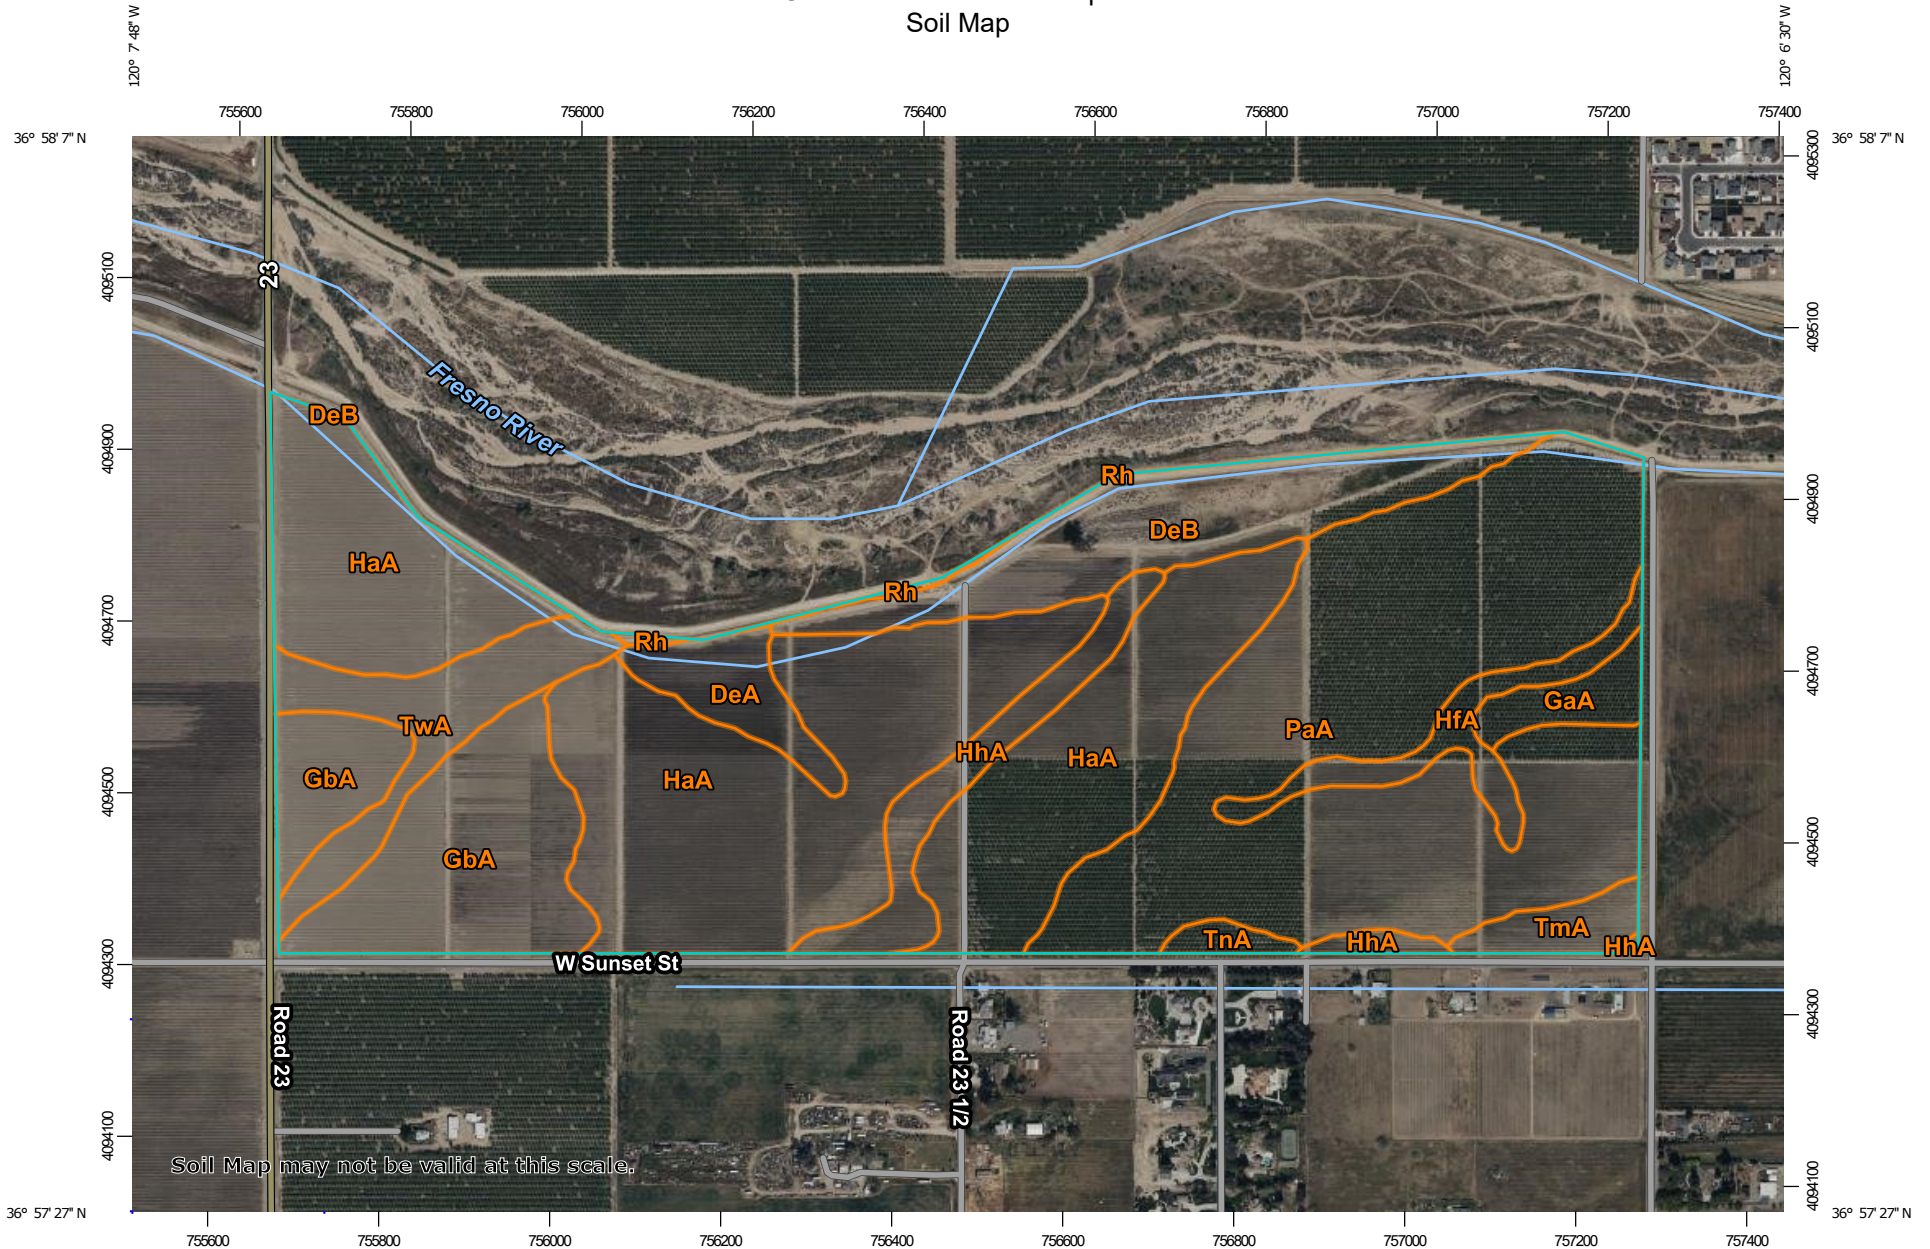 Soil Map
120° 7' 48" W
120° 6' 30" W
755600
755800
756000
756200
756400
756600
756800
757000
757200
757400
36° 58' 7" N
36° 58' 7" N
4095300
4095100
4095100
4094900
4094900
4094700
4094700
4094500
4094500
4094300
4094300
4094100
4094100
23
Fresno River
DeB
Rh
DeB
HaA
Rh
Rh
DeA
TwA
GaA
HfA
PaA
HhA
HaA
GbA
HaA
GbA
TnA
HhA
TmA
HhA
W Sunset St
Road 23
Road 23 1/2
Soil Map may not be valid at this scale.
36° 57' 27" N
36° 57' 27" N
755600
755800
756000
756200
756400
756600
756800
757000
757200
757400